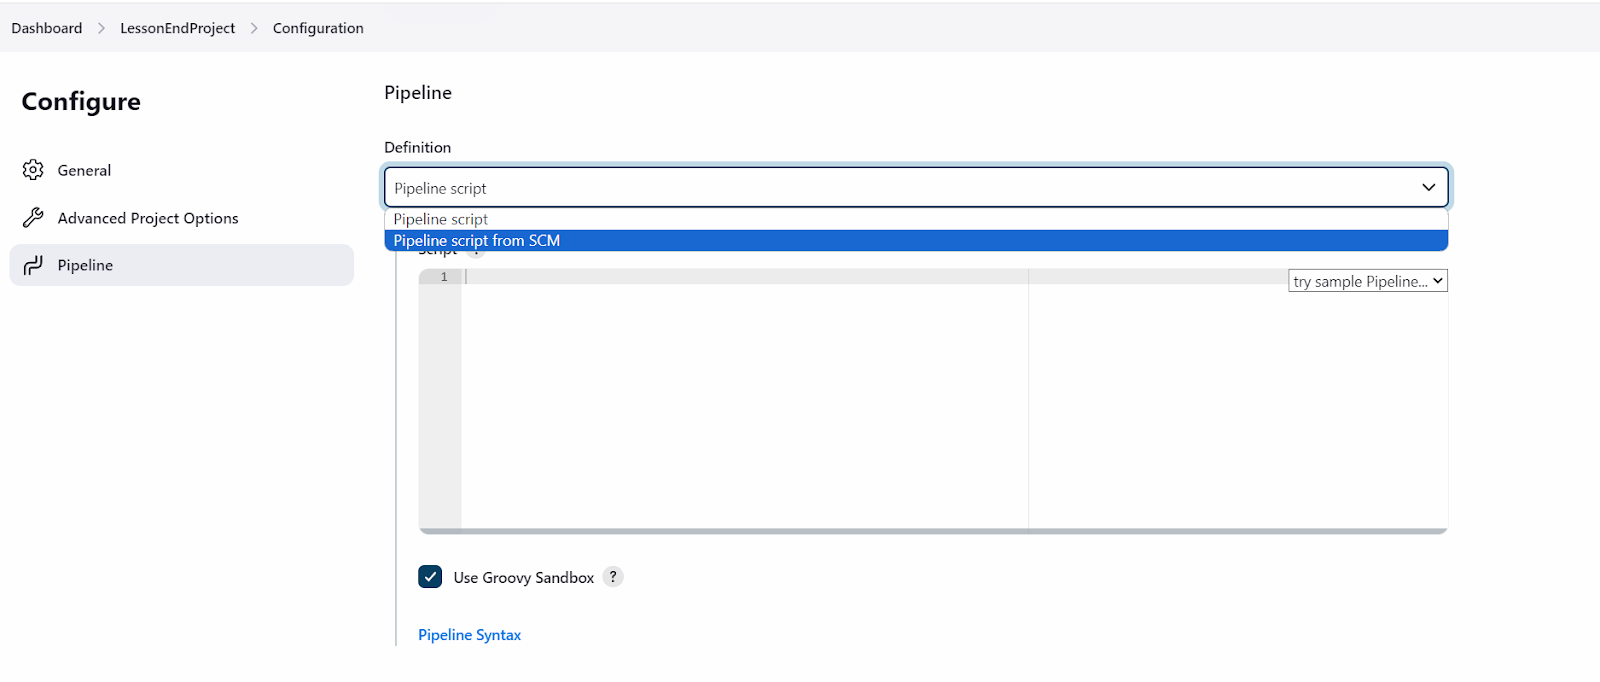 Dashboard > LessonEndProject > Configuration
Configure
General
Advanced Project Options
Pipeline
Pipeline
Definition
Pipeline script
Pipeline script
Pipeline script from SCM
Script ?
1
try sample Pipeline...
Use Groovy Sandbox ?
Pipeline Syntax